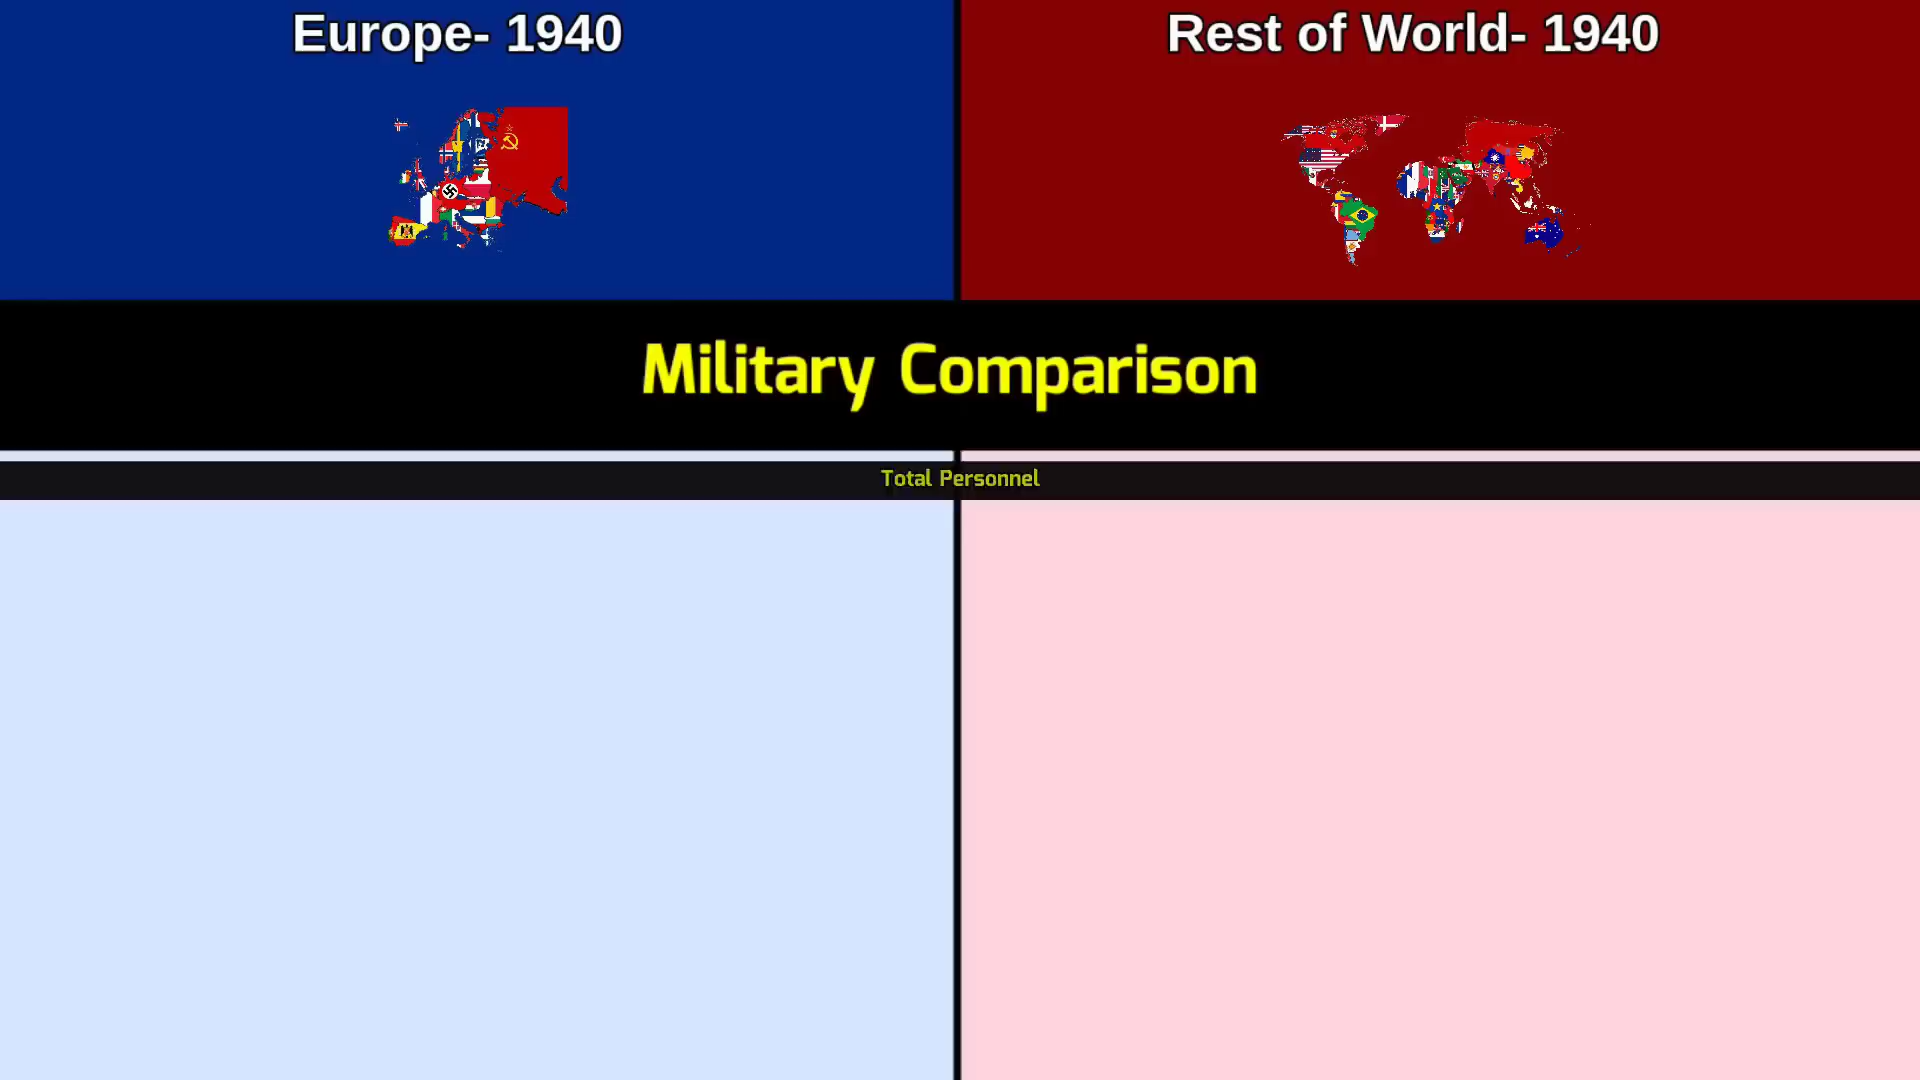 Europe- 1940
Rest of World- 1940
Military Comparison
Total Personnel